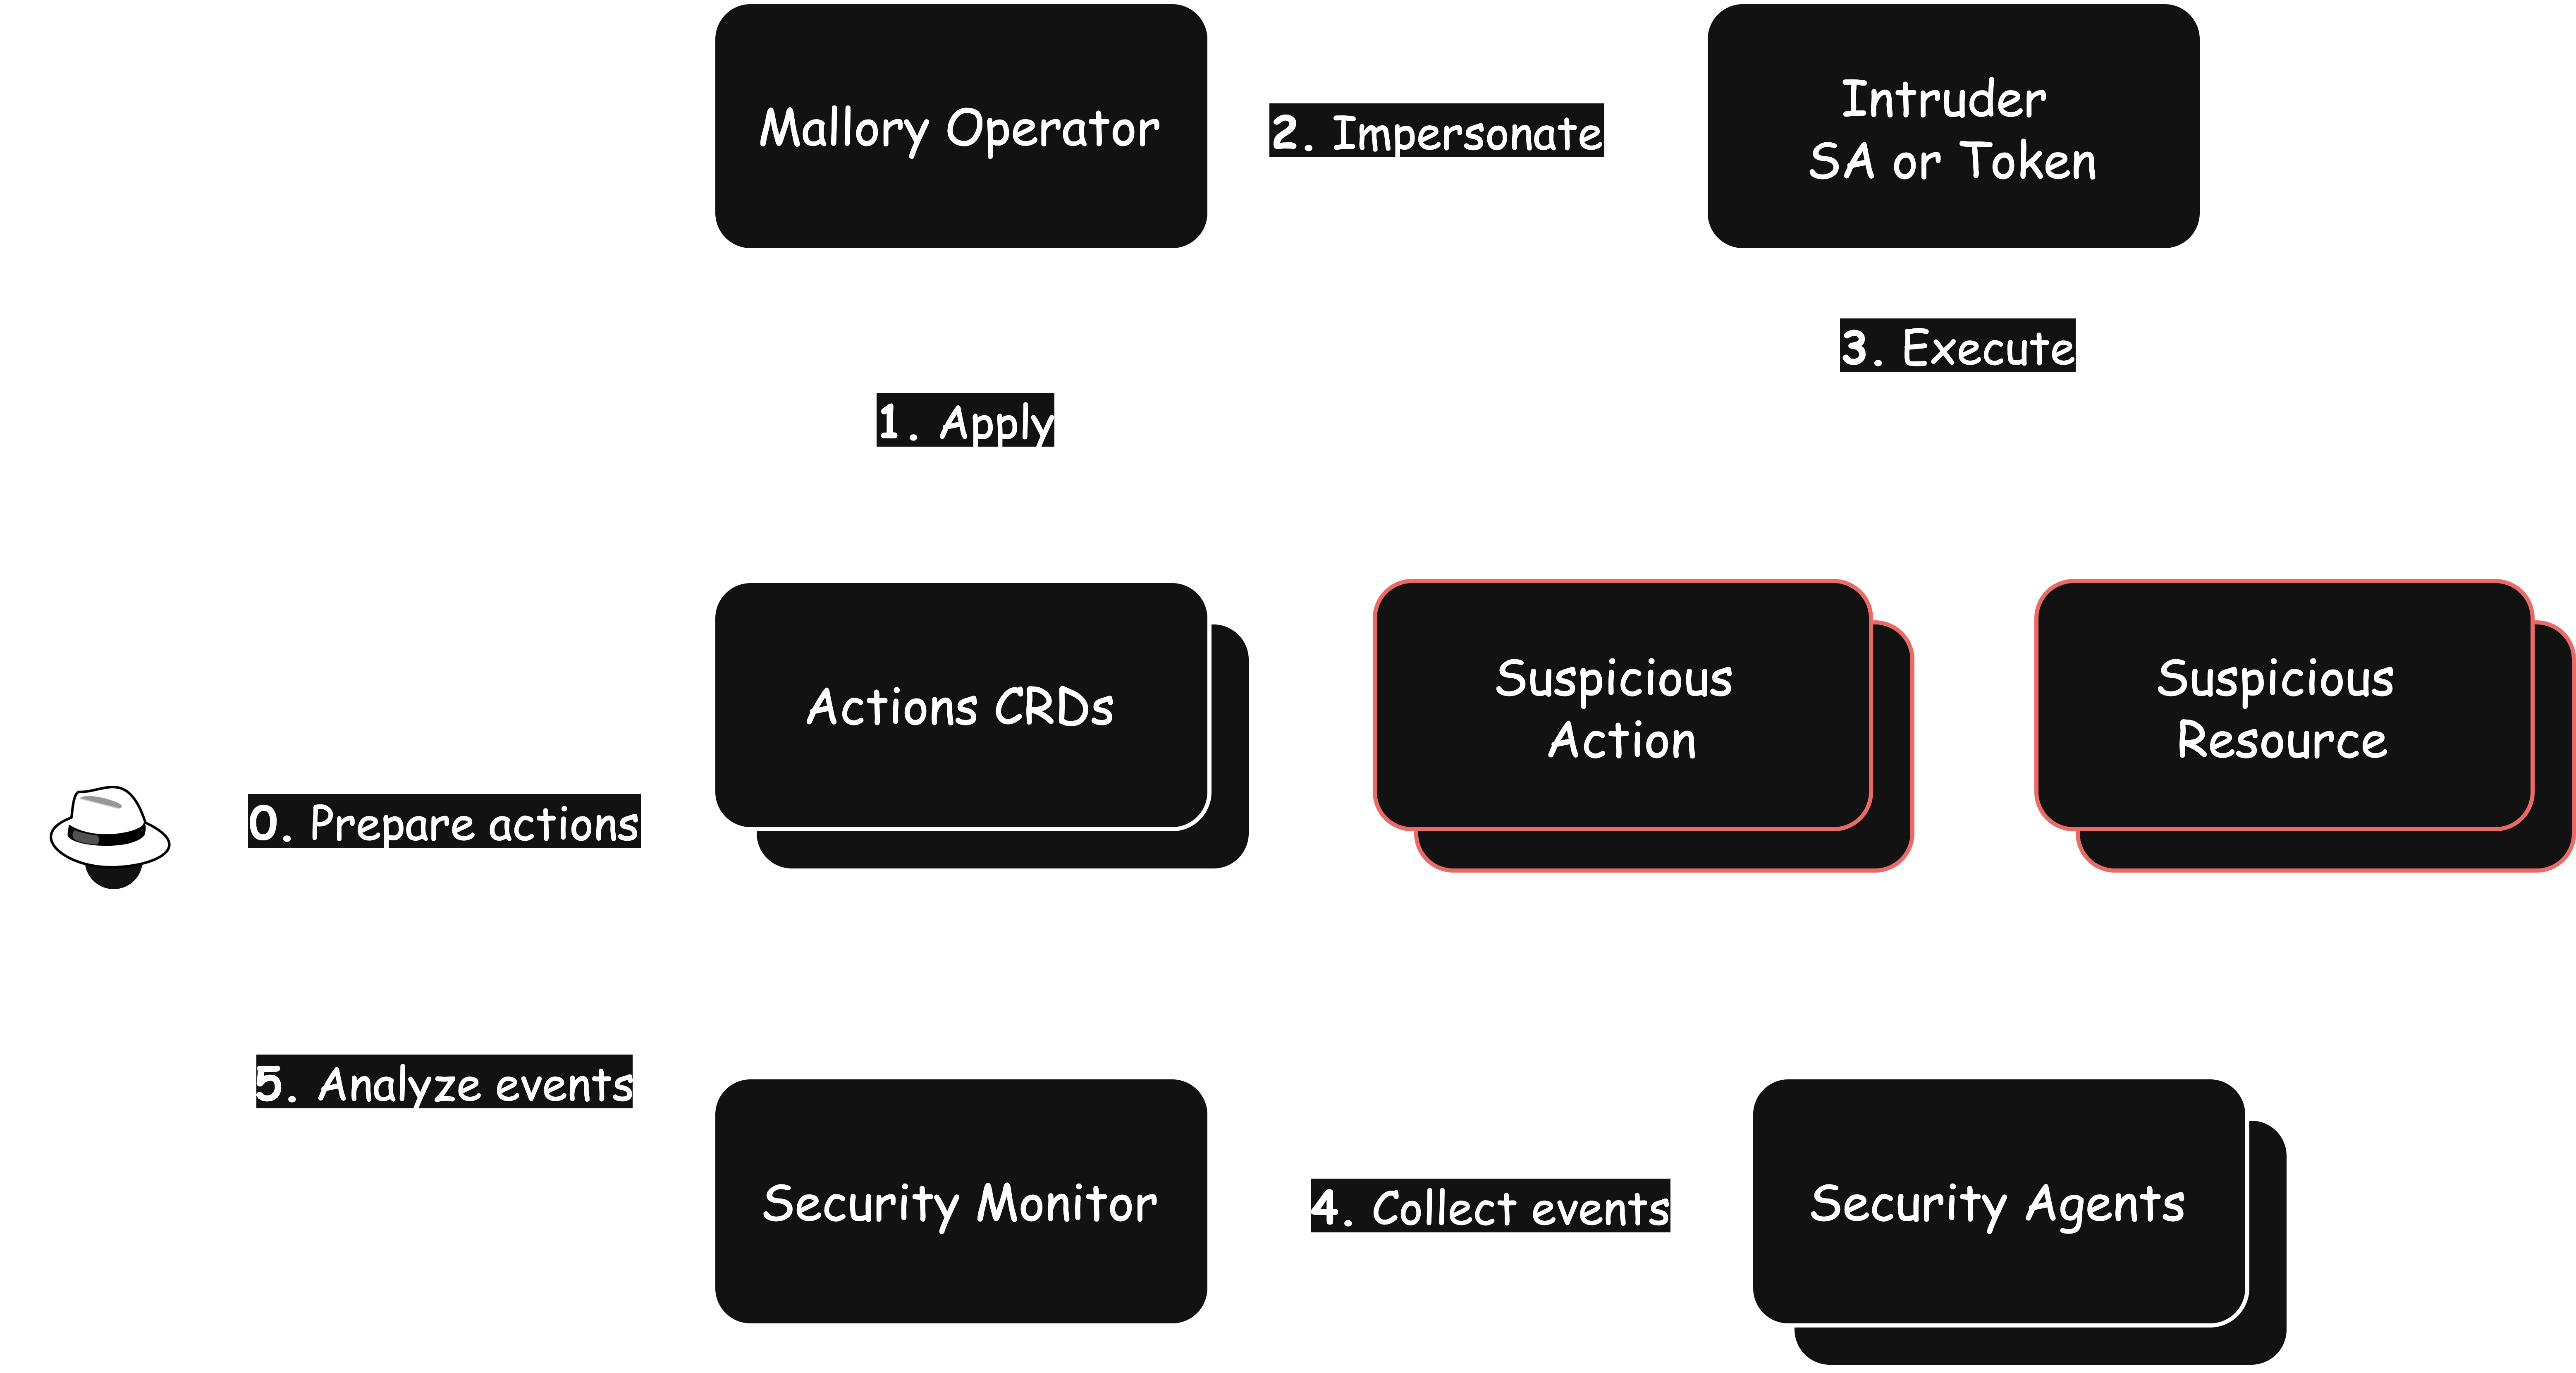 Mallory Operator
2. Impersonate
Intruder
SA or Token
3. Execute
1. Apply
Actions CRDs
Suspicious
Action
Suspicious
Resource
0. Prepare actions
5. Analyze events
Security Monitor
4. Collect events
Security Agents